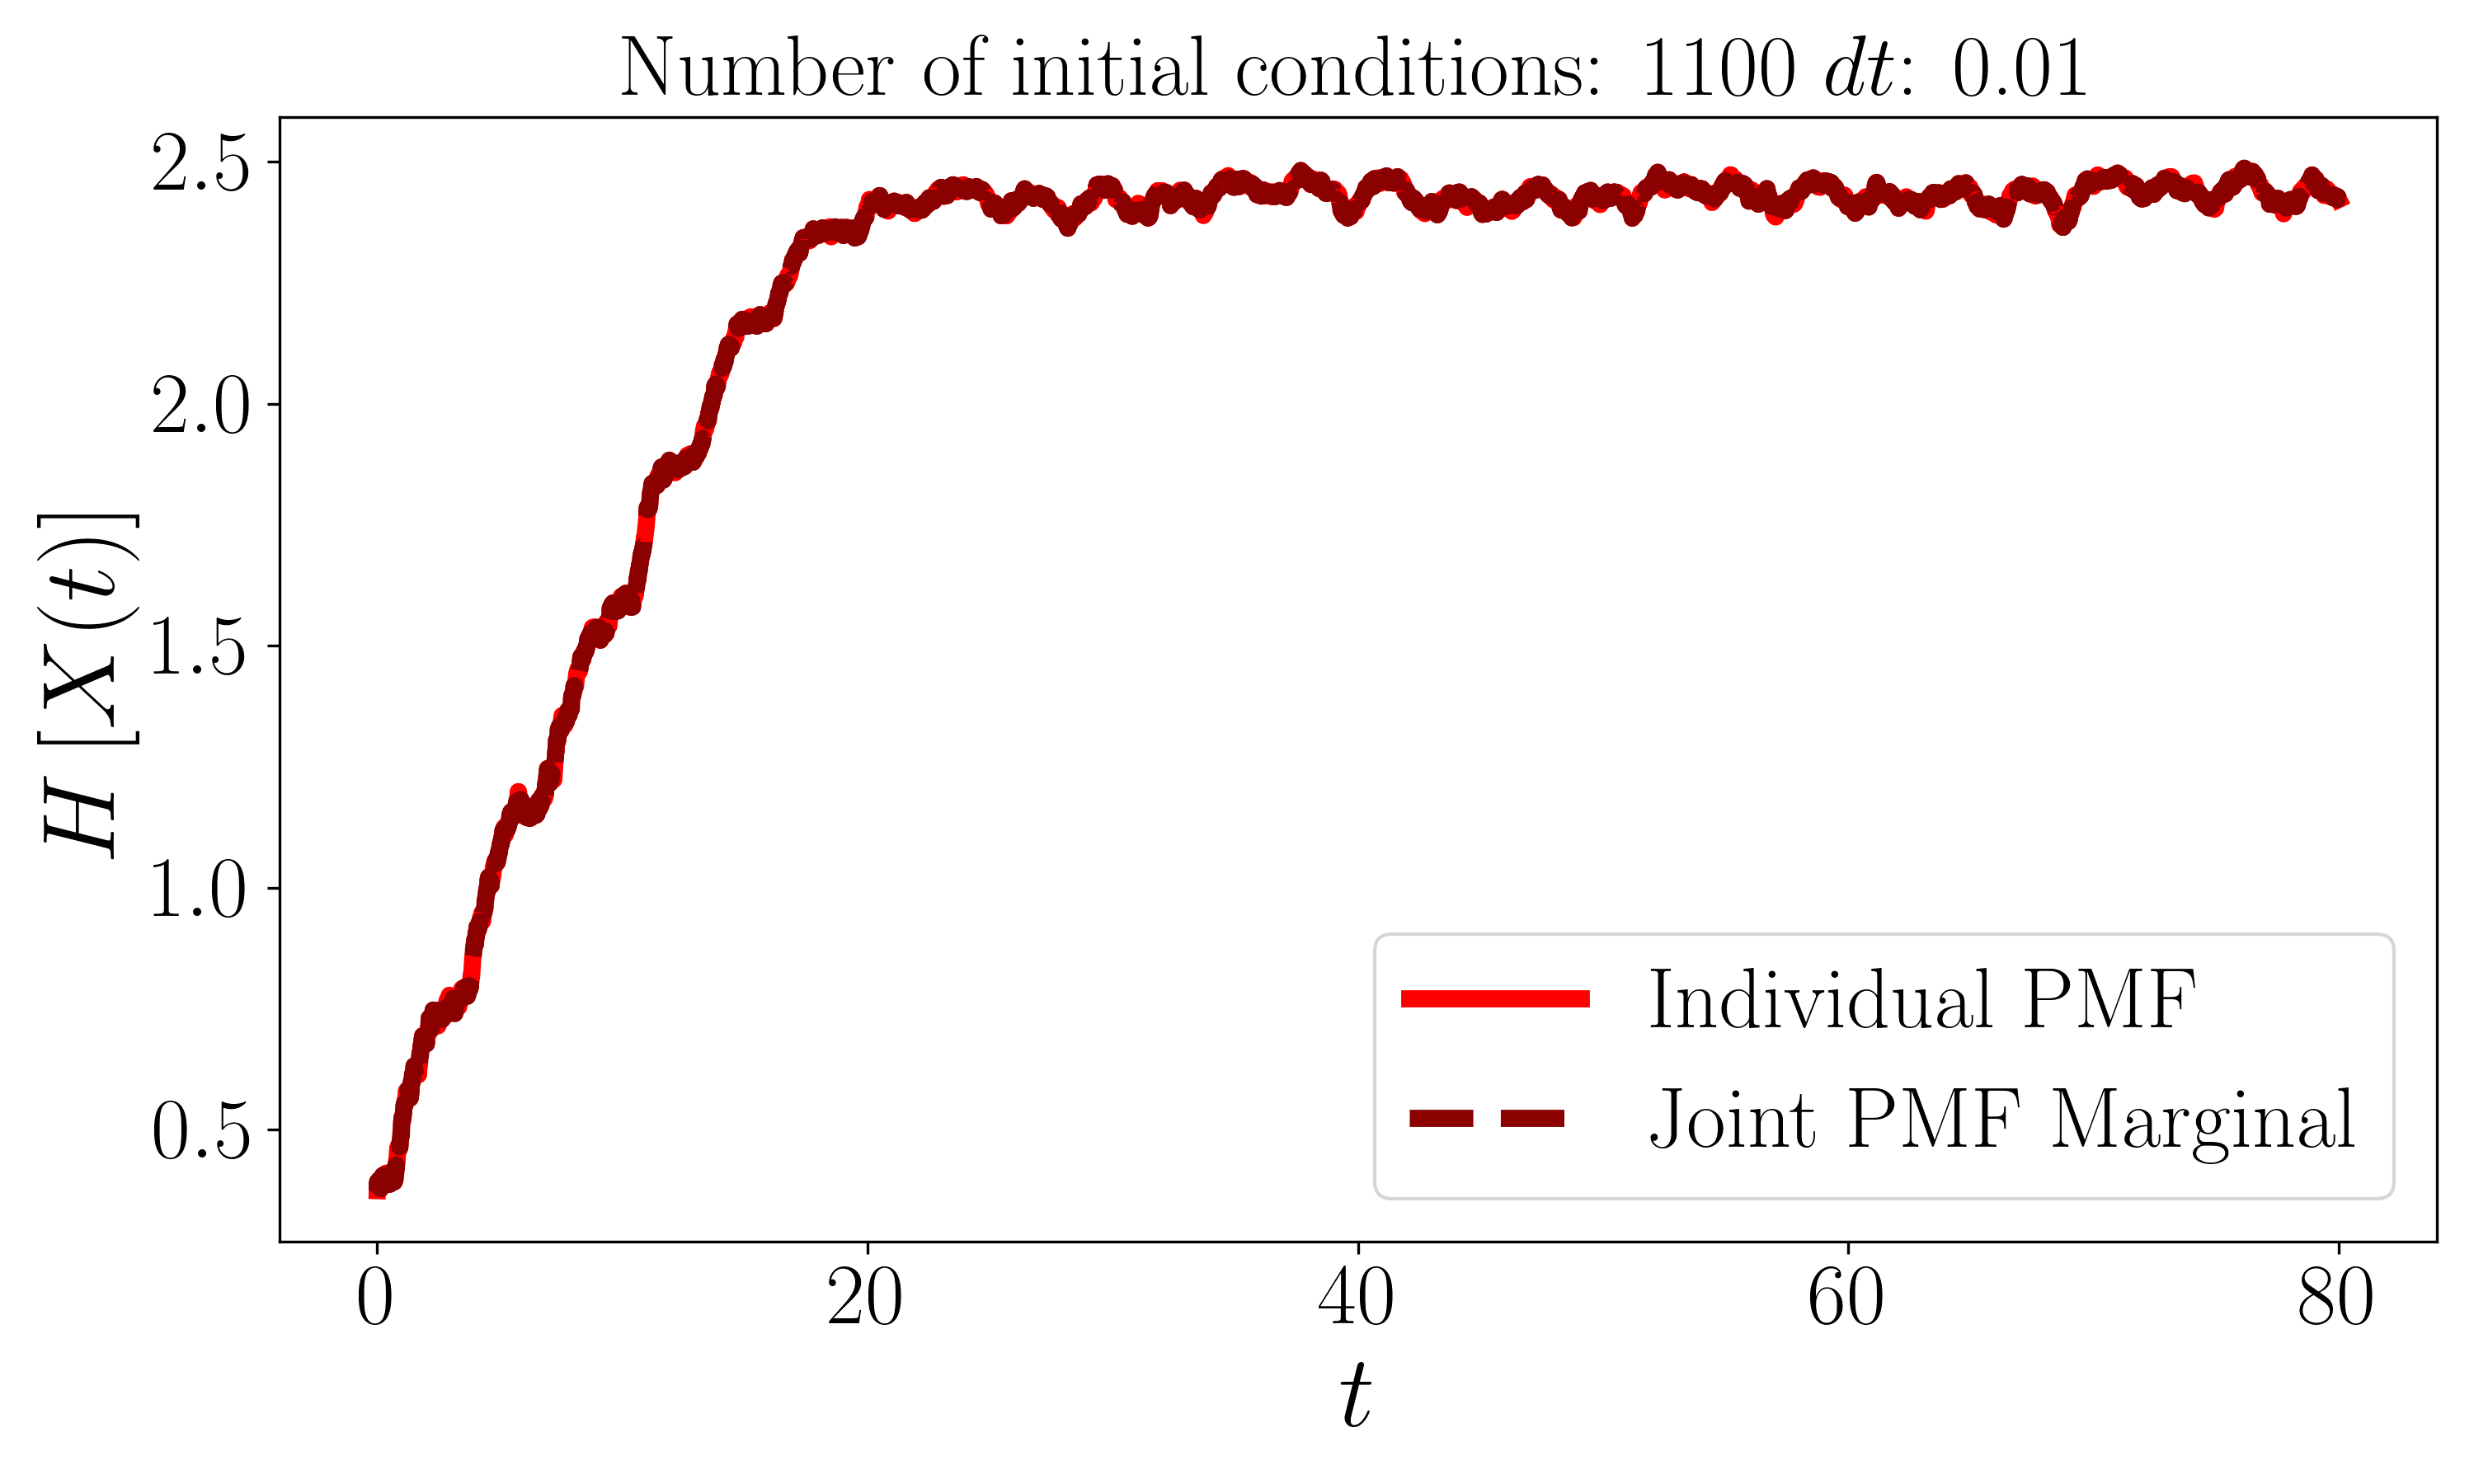 Number of initial conditions: 1100 dt: 0.01
H [X(t)]
2.5
2.0
1.5
1.0
0.5
Individual PMF
Joint PMF Marginal
0 20 40 60 80
t